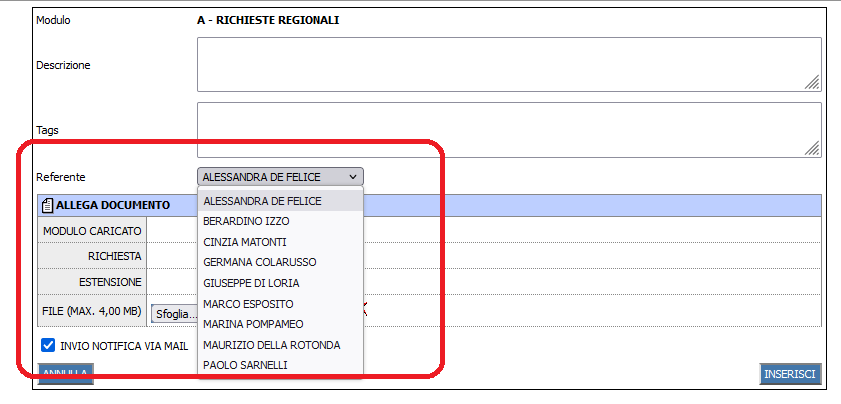 Modulo A - RICHIESTE REGIONALI
Descrizione
Tags
Referente ALESSANDRA DE FELICE
ALESSANDRA DE FELICE
BERARDINO IZZO
CINZIA MATONTI
GERMANA COLARUSSO
GIUSEPPE DI LORIA
MARCO ESPOSITO
MARINA POMPAMEO
MAURIZIO DELLA ROTONDA
PAOLO SARNELLI
ALLEGA DOCUMENTO
MODULO CARICATO
RICHIESTA
ESTENSIONE
FILE (MAX. 4,00 MB) Sfoglia...
INVIO NOTIFICA VIA MAIL
ANNULLA INSERISCI